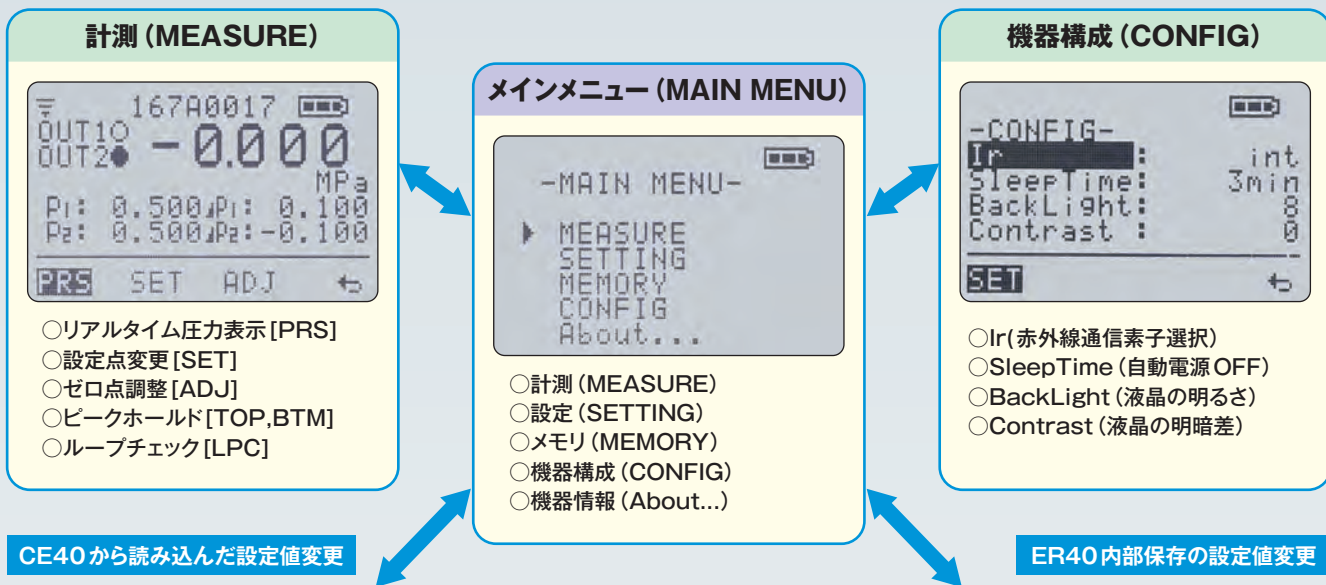 計測(MEASURE)
167A0017
OUT1○
OUT2●
-0.000
MPa
P1: 0.500⊿P1: 0.100
P2: 0.500⊿P2:-0.100
PRS SET ADJ
○リアルタイム圧力表示[PRS]
○設定点変更[SET]
○ゼロ点調整[ADJ]
○ピークホールド[TOP,BTM]
○ループチェック[LPC]
メインメニュー(MAIN MENU)
-MAIN MENU-
MEASURE
SETTING
MEMORY
CONFIG
About...
○計測(MEASURE)
○設定(SETTING)
○メモリ(MEMORY)
○機器構成(CONFIG)
○機器情報(About...)
機器構成(CONFIG)
-CONFIG-
Ir : int
SleepTime: 3min
BackLight: 8
Contrast : 0
SET
○Ir(赤外線通信素子選択)
○SleepTime(自動電源OFF)
○BackLight(液晶の明るさ)
○Contrast(液晶の明暗差)
CE40から読み込んだ設定値変更
ER40内部保存の設定値変更